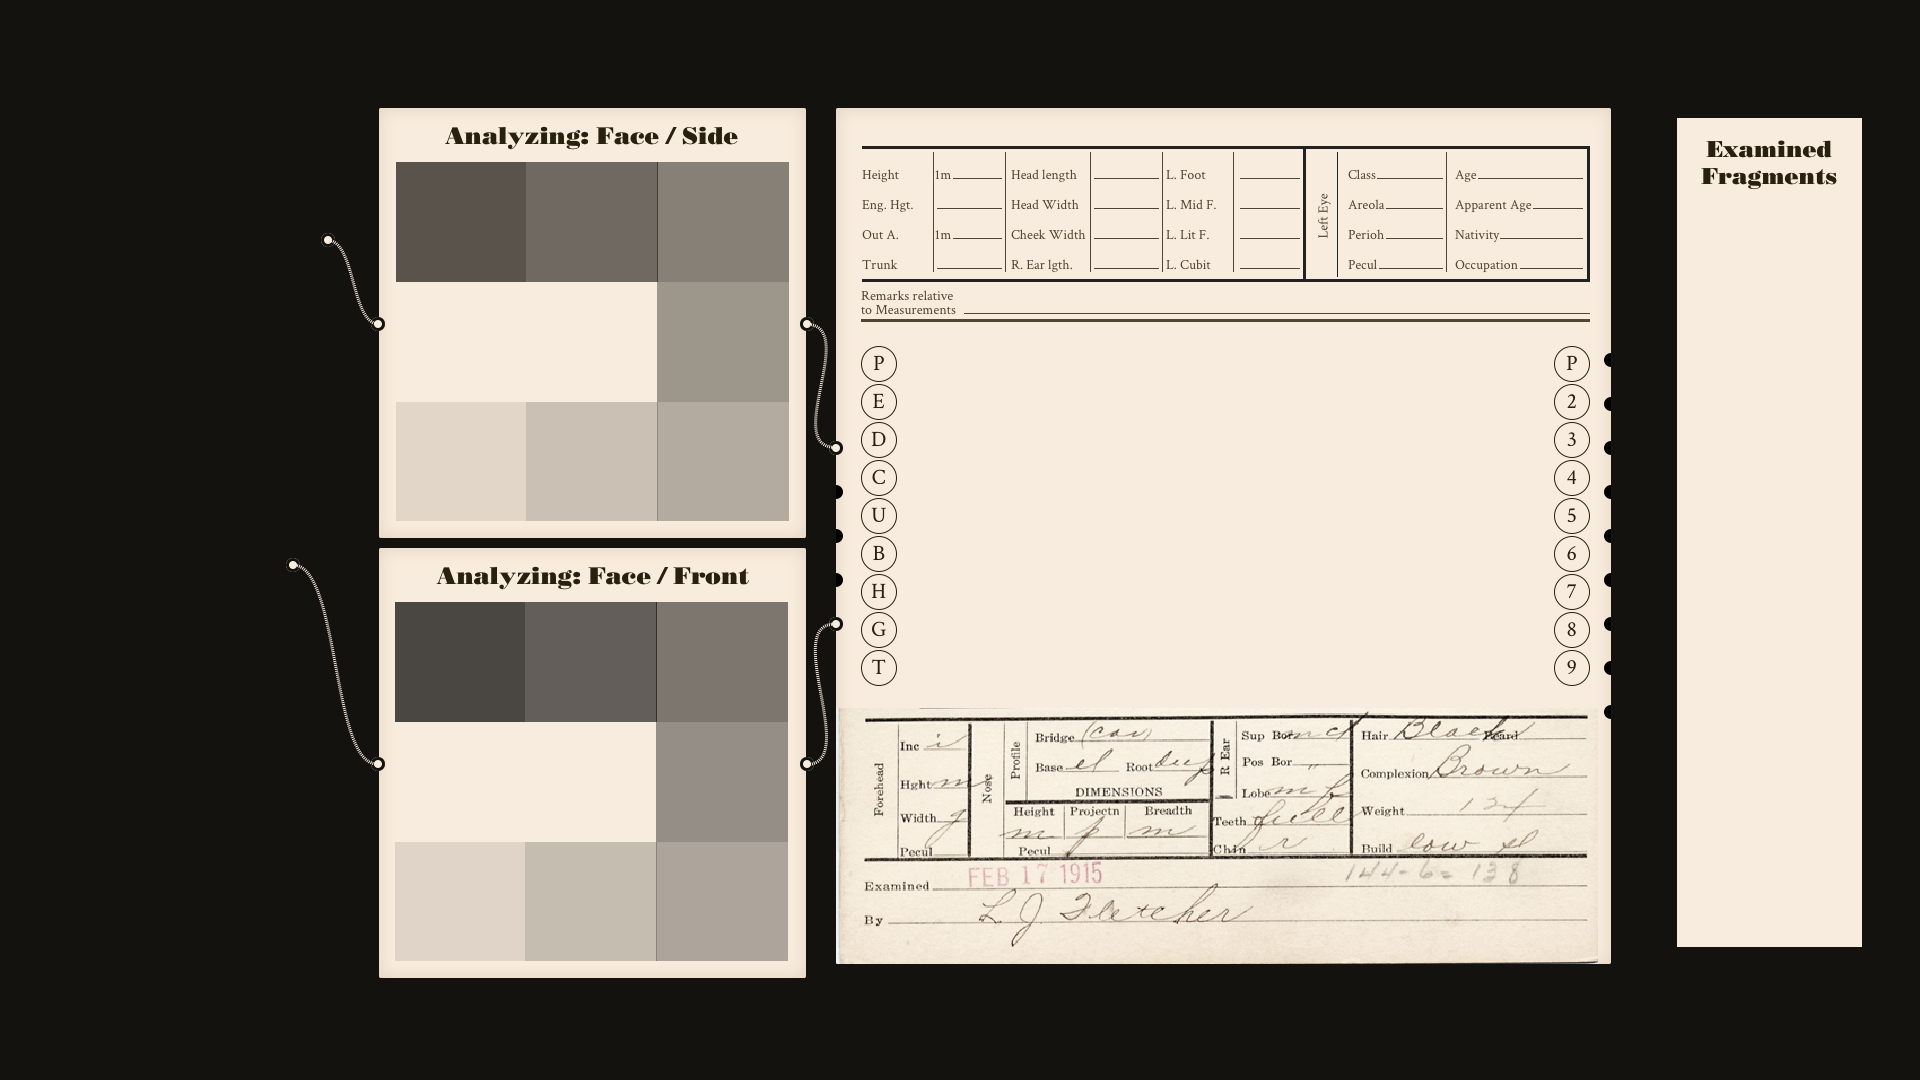 Analyzing: Face / Side
Analyzing: Face / Front
Height 1m Head length L. Foot
Eng. Hgt. Head Width L. Mid F.
Out A. 1m Cheek Width L. Lit F.
Trunk R. Ear lgth. L. Cubit
Left Eye
Class Age
Areola Apparent Age
Perioh Nativity
Pecul Occupation
Remarks relative
to Measurements
P P
E 2
D 3
C 4
U 5
B 6
H 7
G 8
T 9
Forehead
Inc i
Hght m
Width g
Pecul
Nose
Profile
Bridge (cav)
Base el Root
DIMENSIONS
Height Projectn Breadth
m p m
Pecul
R Ear
Sup Bor
Pos Bor "
Lobe
Teeth full
Chin r
Hair Black Beard
Complexion Brown
Weight 124
Build low sl
144-6=138
Examined FEB 17 1915
By L J Fletcher
Examined
Fragments